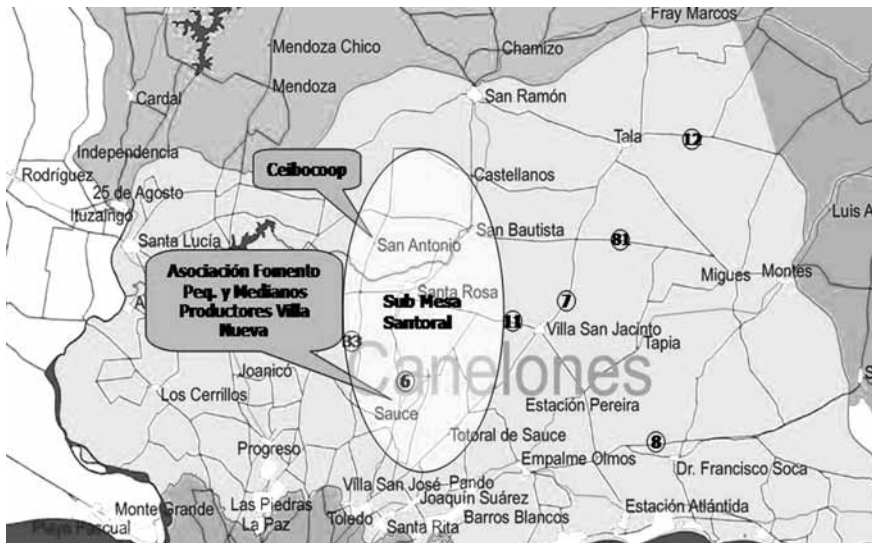 Fray Marcos
Mendoza Chico
Chamizo
Cardal
Mendoza
San Ramón
Tala
12
Independencia
Ceibocoop
Castellanos
Rodríguez
25 de Agosto
Ituzaingo
Luis A
San Bautista
81
Santa Lucía
San Antonio
Asociación Fomento
Peq. y Medianos
Productores Villa
Nueva
Migues
Montes
Santa Rosa
Sub Mesa
Santoral
7
11
Villa San Jacinto
A
33
Tapia
Canelones
Joanicó
6
Los Cerrillos
Estación Pereira
S
Sauce
Totoral de Sauce
8
Progreso
Empalme Olmos
Dr. Francisco Soca
Villa San José
Pando
Monte Grande
Las Piedras
Joaquín Suárez
Estación Atlántida
Playa Pascual
La Paz
Toledo
Barros Blancos
Santa Rita